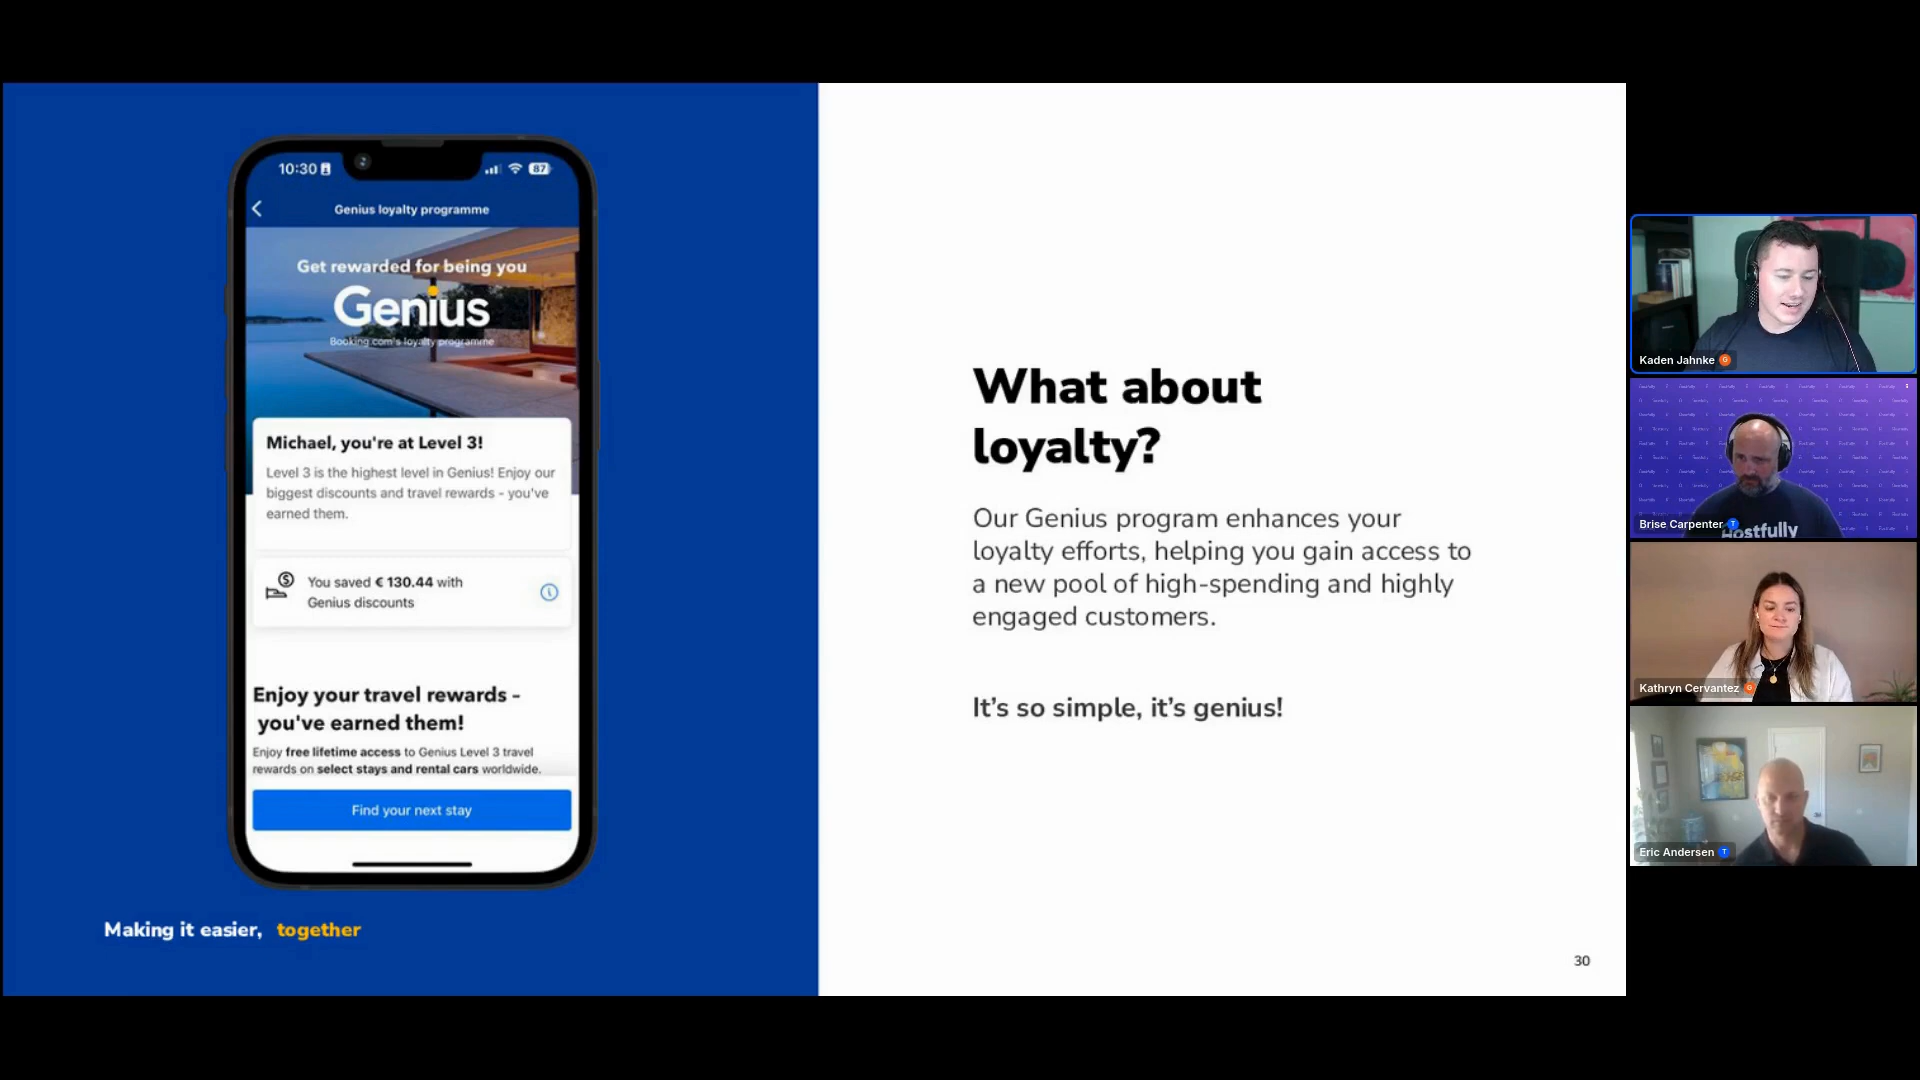 10:30
87
Genius loyalty programme
Get rewarded for being you
Genius
Booking.com's loyalty programme
Michael, you're at Level 3!
Level 3 is the highest level in Genius! Enjoy our
biggest discounts and travel rewards - you've
earned them.
You saved € 130.44 with
Genius discounts
Enjoy your travel rewards -
you've earned them!
Enjoy free lifetime access to Genius Level 3 travel
rewards on select stays and rental cars worldwide.
Find your next stay
Making it easier, together
What about
loyalty?
Our Genius program enhances your
loyalty efforts, helping you gain access to
a new pool of high-spending and highly
engaged customers.
It's so simple, it's genius!
30
Kaden Jahnke G
Hostfully
Brise Carpenter T
Kathryn Cervantez G
Eric Andersen T